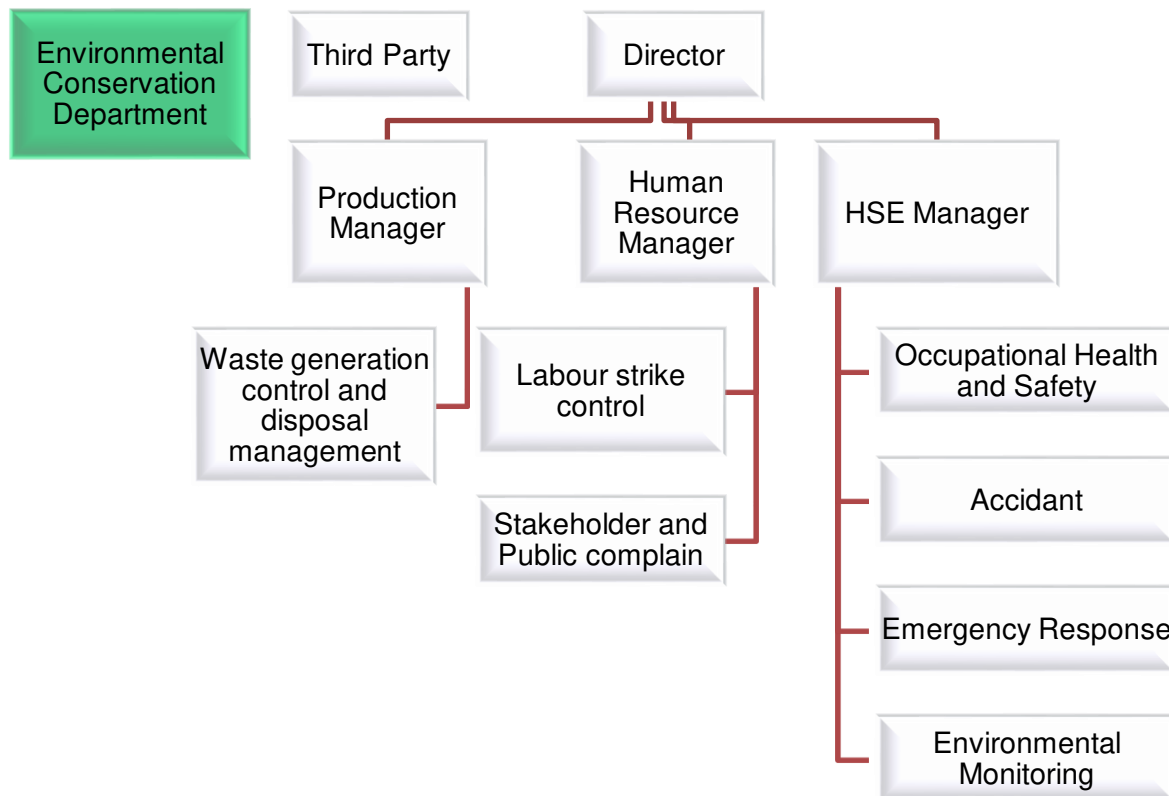 Environmental
Conservation
Department
Third Party
Director
Production
Manager
Human
Resource
Manager
HSE Manager
Waste generation
control and
disposal
management
Labour strike
control
Stakeholder and
Public complain
Occupational Health
and Safety
Accidant
Emergency Response
Environmental
Monitoring